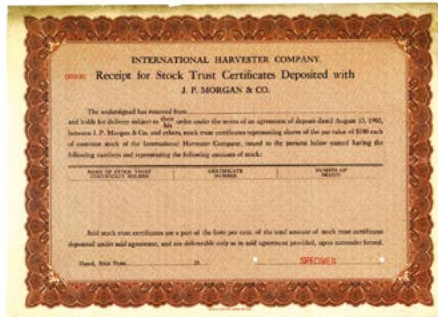 INTERNATIONAL HARVESTER COMPANY.
Receipt for Stock Trust Certificates Deposited with
J. P. MORGAN & CO.
The undersigned has received from
and holds for delivery subject to their his order under the terms of an agreement of deposit dated August 13, 1902,
between J. P. Morgan & Co. and others, stock trust certificates representing shares of the par value of $100 each
of common stock of the International Harvester Company, issued to the persons below named having the
following numbers and representing the following amounts of stock:
NAME OF STOCK TRUST CERTIFICATE HOLDER
CERTIFICATE NUMBER
NUMBER OF SHARES
Said stock trust certificates are a part of the forty per cent. of the total amount of stock trust certificates
deposited under said agreement, and are deliverable only as in said agreement provided, upon surrender hereof.
Dated, New York, 19
SPECIMEN